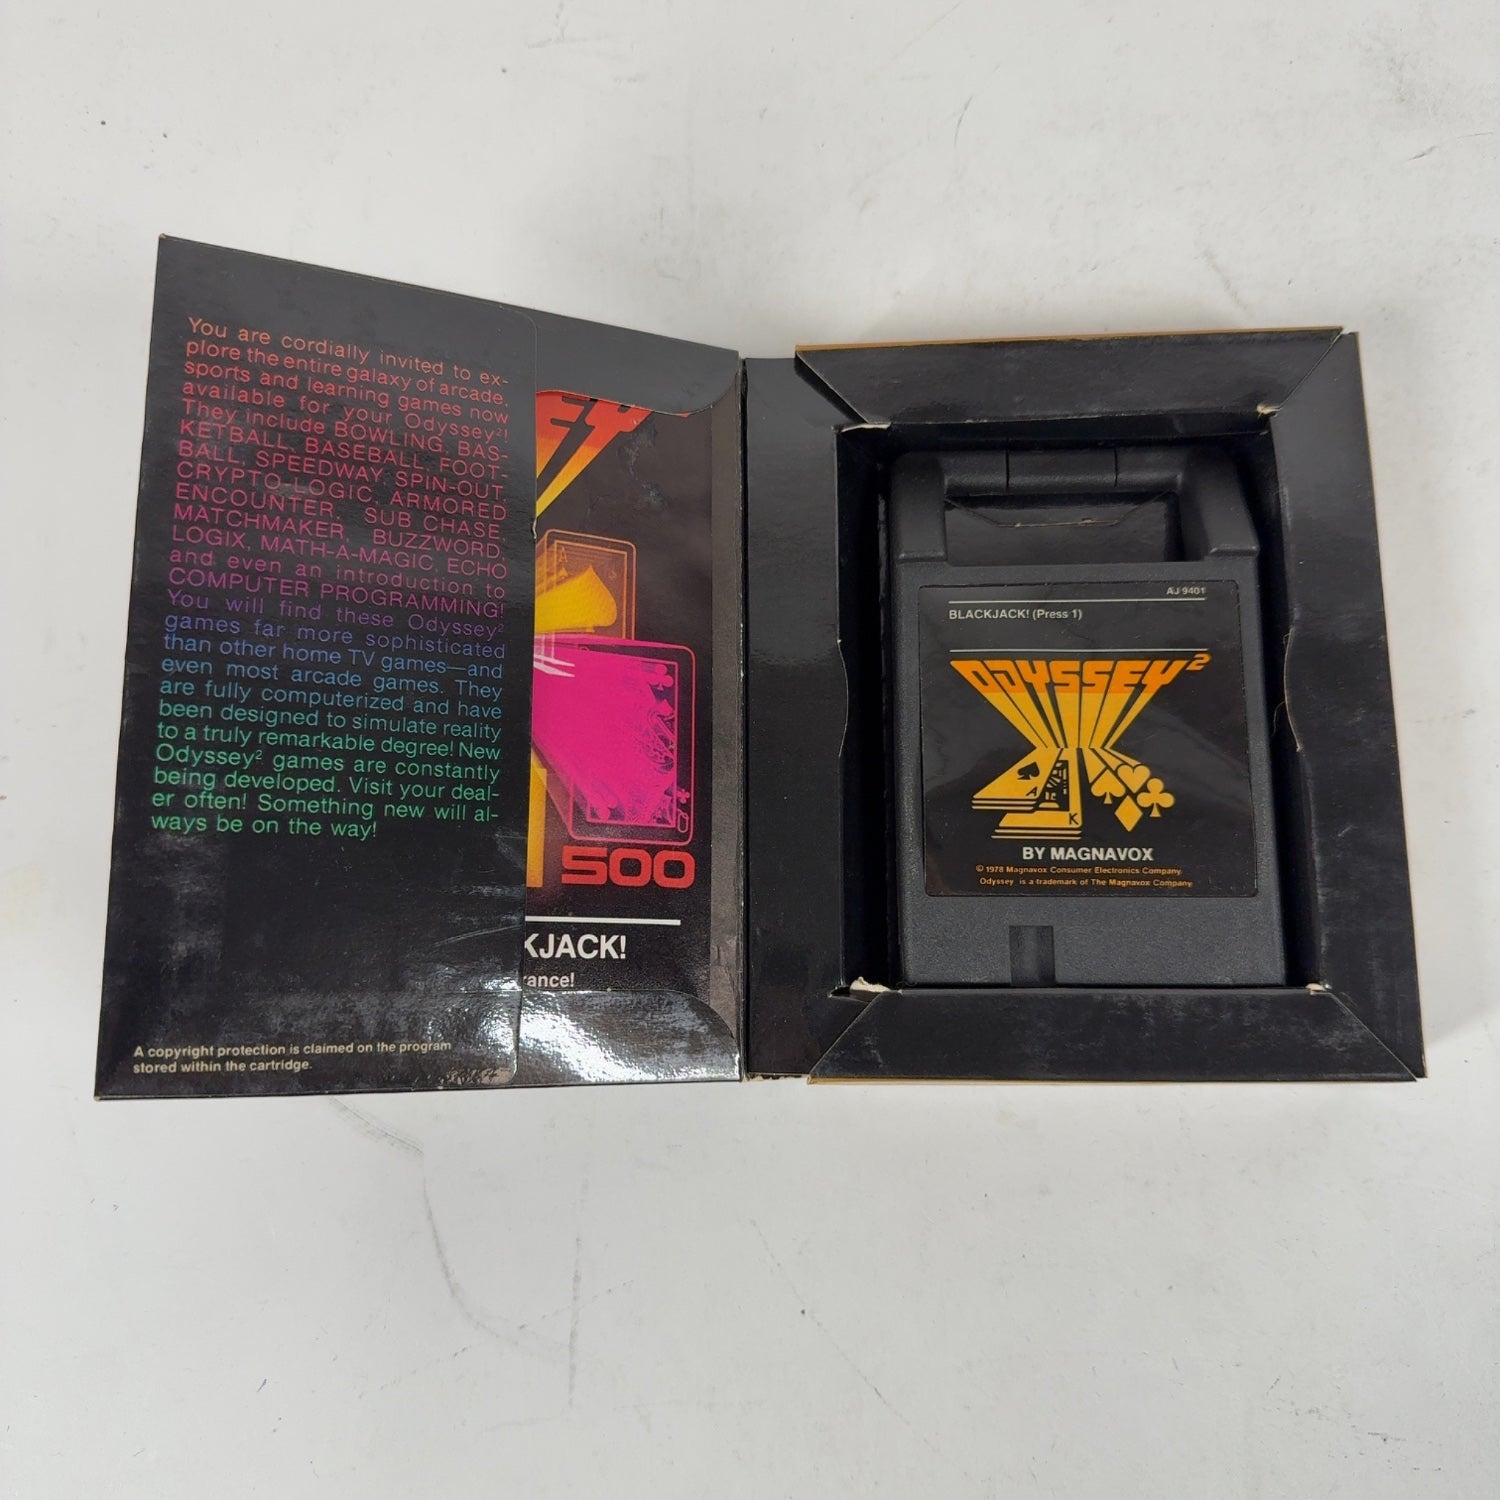 You are cordially invited to ex-
plore the entire galaxy of arcade,
sports and learning games now
available for your Odyssey²!
They include BOWLING, BAS-
KETBALL, BASEBALL, FOOT-
BALL, SPEEDWAY, SPIN-OUT,
CRYPTO-LOGIC, ARMORED
ENCOUNTER, SUB CHASE,
MATCHMAKER, BUZZWORD,
LOGIX, MATH-A-MAGIC, ECHO
and even an introduction to
COMPUTER PROGRAMMING!
You will find these Odyssey²
games far more sophisticated
than other home TV games—and
even most arcade games. They
are fully computerized and have
been designed to simulate reality
to a truly remarkable degree! New
Odyssey² games are constantly
being developed. Visit your deal-
er often! Something new will al-
ways be on the way!
A copyright protection is claimed on the program
stored within the cartridge.
EY
A
Q
500
KJACK!
rance!
AJ 9401
BLACKJACK! (Press 1)
ODYSSEY²
A
K
BY MAGNAVOX
© 1978 Magnavox Consumer Electronics Company.
Odyssey is a trademark of The Magnavox Company.